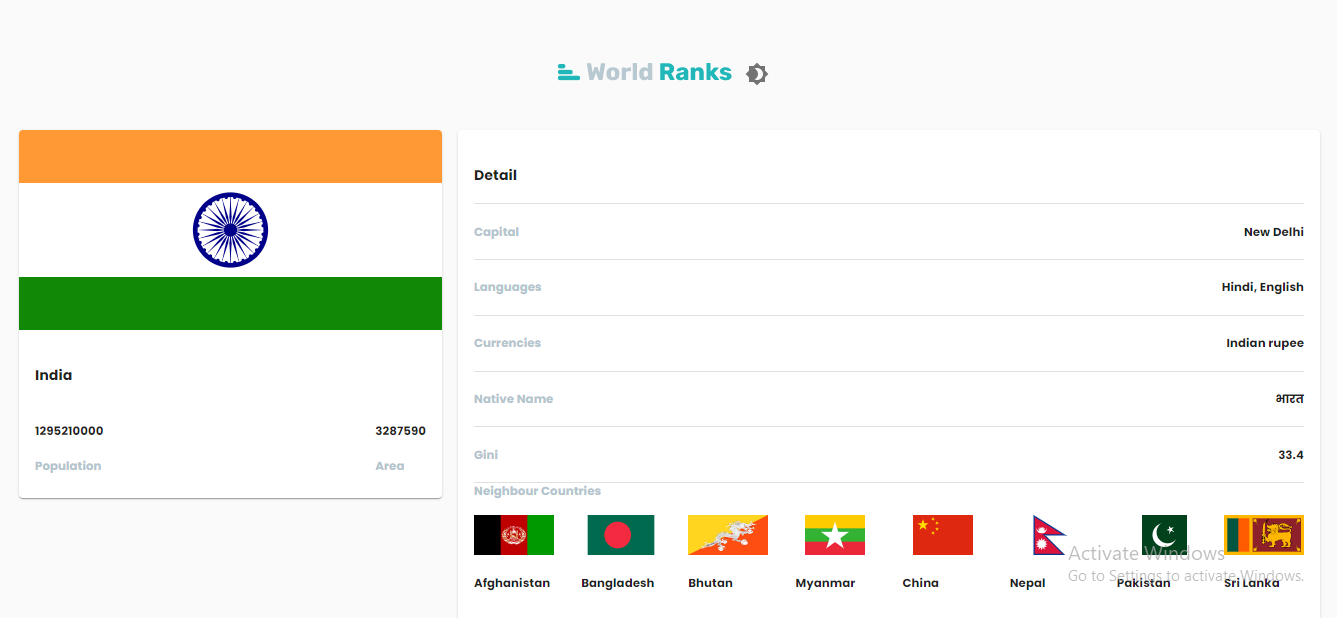 World Ranks
India
1295210000 3287590
Population Area
Detail
Capital New Delhi
Languages Hindi, English
Currencies Indian rupee
Native Name भारत
Gini 33.4
Neighbour Countries
Afghanistan Bangladesh Bhutan Myanmar China Nepal Pakistan Sri Lanka
Activate Windows
Go to Settings to activate Windows.